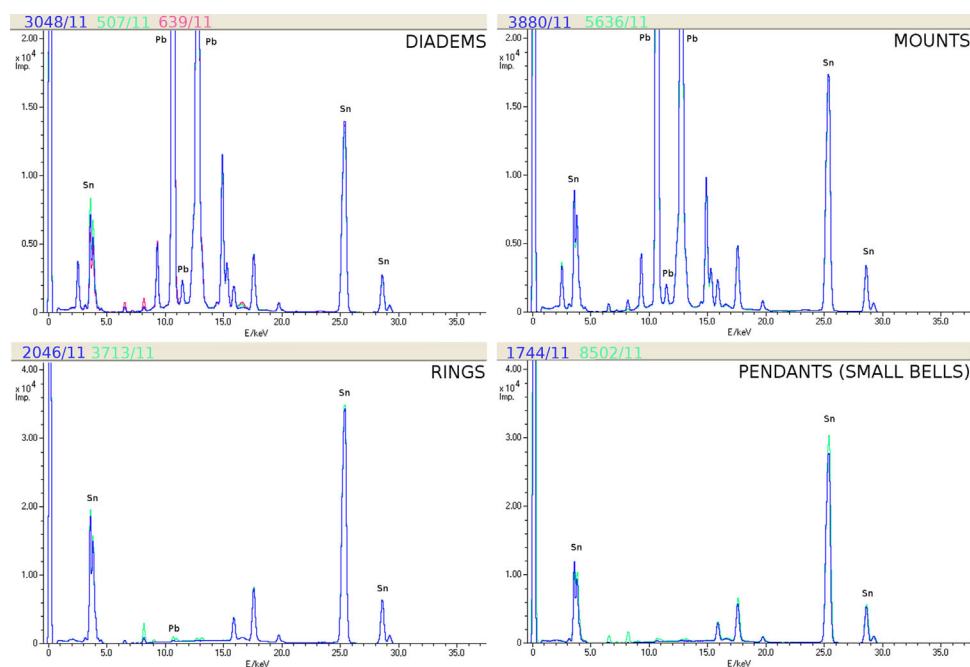 3048/11 507/11 639/11
DIADEMS
x 10⁴
Imp.
Pb
Pb
Sn
Sn
Pb
Sn
1.50
1.00
0.50
0.00
0.0
5.0
10.0
15.0
20.0
25.0
30.0
35.0
E/keV
3880/11 5636/11
MOUNTS
x 10⁴
Imp.
Pb
Pb
Sn
Sn
Pb
Sn
2.00
1.50
1.00
0.50
0.00
0.0
5.0
10.0
15.0
20.0
25.0
30.0
35.0
E/keV
2046/11 3713/11
RINGS
4.00
x 10⁴
Imp.
Sn
3.00
2.00
1.00
0.00
Sn
Pb
Sn
0.0
5.0
10.0
15.0
20.0
25.0
30.0
35.0
E/keV
1744/11 8502/11
PENDANTS (SMALL BELLS)
4.00
x 10⁴
Imp.
Sn
3.00
2.00
1.00
0.00
Sn
Sn
0.0
5.0
10.0
15.0
20.0
25.0
30.0
35.0
E/keV